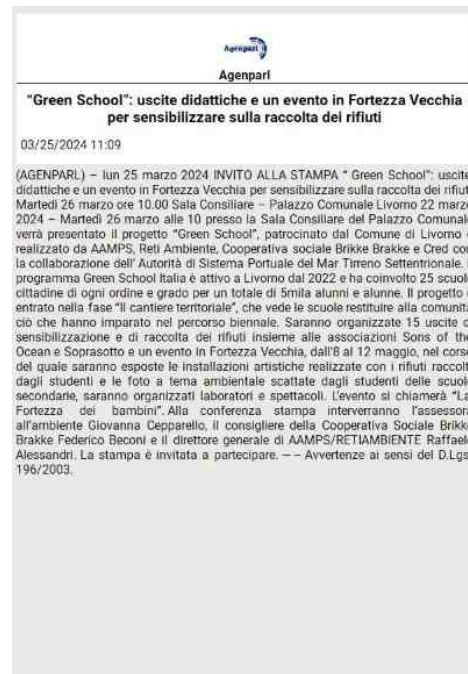 Agenparl
Agenparl
“Green School”: uscite didattiche e un evento in Fortezza Vecchia
per sensibilizzare sulla raccolta dei rifiuti
03/25/2024 11:09
(AGENPARL) – lun 25 marzo 2024 INVITO ALLA STAMPA “ Green School”: uscite
didattiche e un evento in Fortezza Vecchia per sensibilizzare sulla raccolta dei rifiuti
Martedì 26 marzo ore 10.00 Sala Consiliare – Palazzo Comunale Livorno 22 marzo
2024 – Martedì 26 marzo alle 10 presso la Sala Consiliare del Palazzo Comunale
verrà presentato il progetto “Green School”, patrocinato dal Comune di Livorno
realizzato da AAMPS, Reti Ambiente, Cooperativa sociale Brikke Brakke e Cred con
la collaborazione dell’ Autorità di Sistema Portuale del Mar Tirreno Settentrionale.
programma Green School Italia è attivo a Livorno dal 2022 e ha coinvolto 25 scuole
cittadine di ogni ordine e grado per un totale di 5mila alunni e alunne. Il progetto
entrato nella fase “Il cantiere territoriale”, che vede le scuole restituire alla comunità
ciò che hanno imparato nel percorso biennale. Saranno organizzate 15 uscite
sensibilizzazione e di raccolta dei rifiuti insieme alle associazioni Sons of the
Ocean e Soprasotto e un evento in Fortezza Vecchia, dall’8 al 12 maggio, nel corso
del quale saranno esposte le installazioni artistiche realizzate con i rifiuti raccolti
dagli studenti e le foto a tema ambientale scattate dagli studenti delle scuole
secondarie, saranno organizzati laboratori e spettacoli. L’evento si chiamerà “La
Fortezza dei bambini”. Alla conferenza stampa interverranno l’assessora
all’ambiente Giovanna Cepparello, il consigliere della Cooperativa Sociale Brikke
Brakke Federico Beconi e il direttore generale di AAMPS/RETIAMBIENTE Raffaele
Alessandri. La stampa è invitata a partecipare. – – Avvertenze ai sensi del D.Lgs.
196/2003.